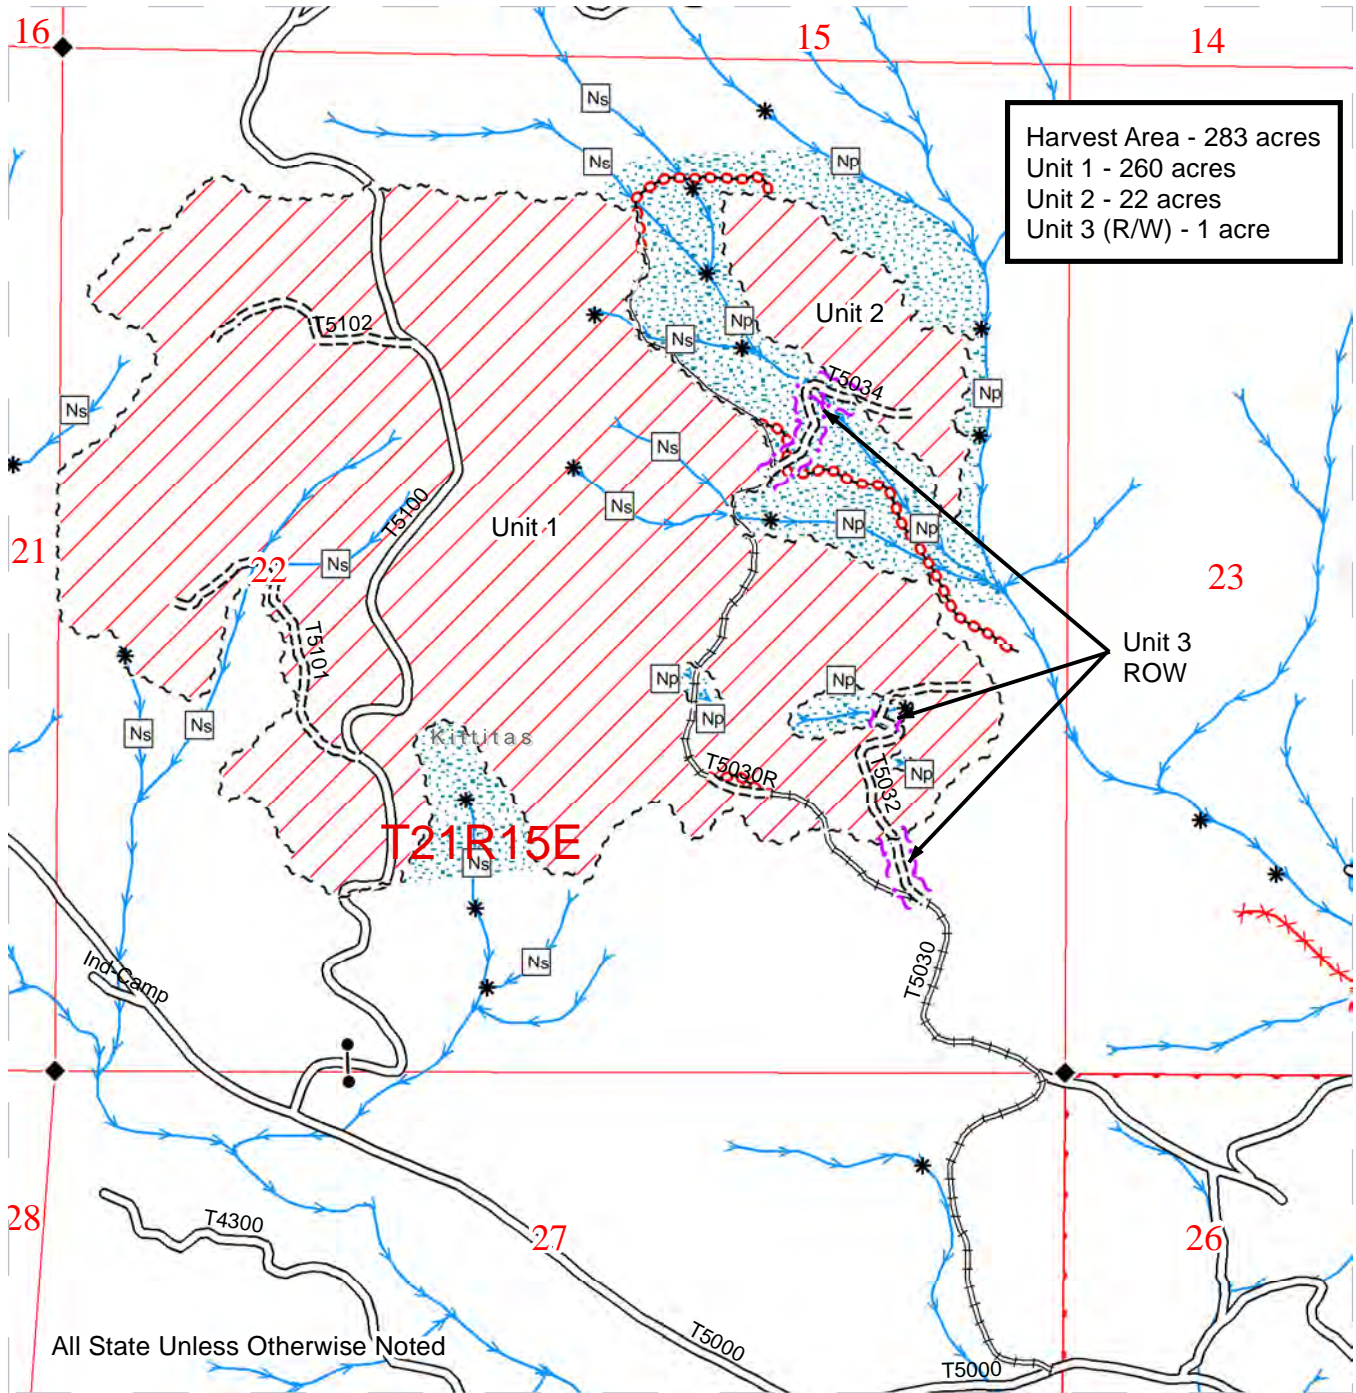 16
15
14
Ns
Harvest Area - 283 acres
Unit 1 - 260 acres
Unit 2 - 22 acres
Unit 3 (R/W) - 1 acre
Ns
Np
Unit 2
T5102
Np
Ns
T5034
Np
Ns
Ns
Ns
T5100
Unit 1
Np
Np
21
22
Ns
23
T5101
Unit 3
ROW
Np
Np
Np
Ns
Ns
Kittitas
T5030R
T5032
Np
T21R15E
Ns
Ns
Ind-Camp
T5030
28
T4300
27
26
All State Unless Otherwise Noted
T5000
T5000